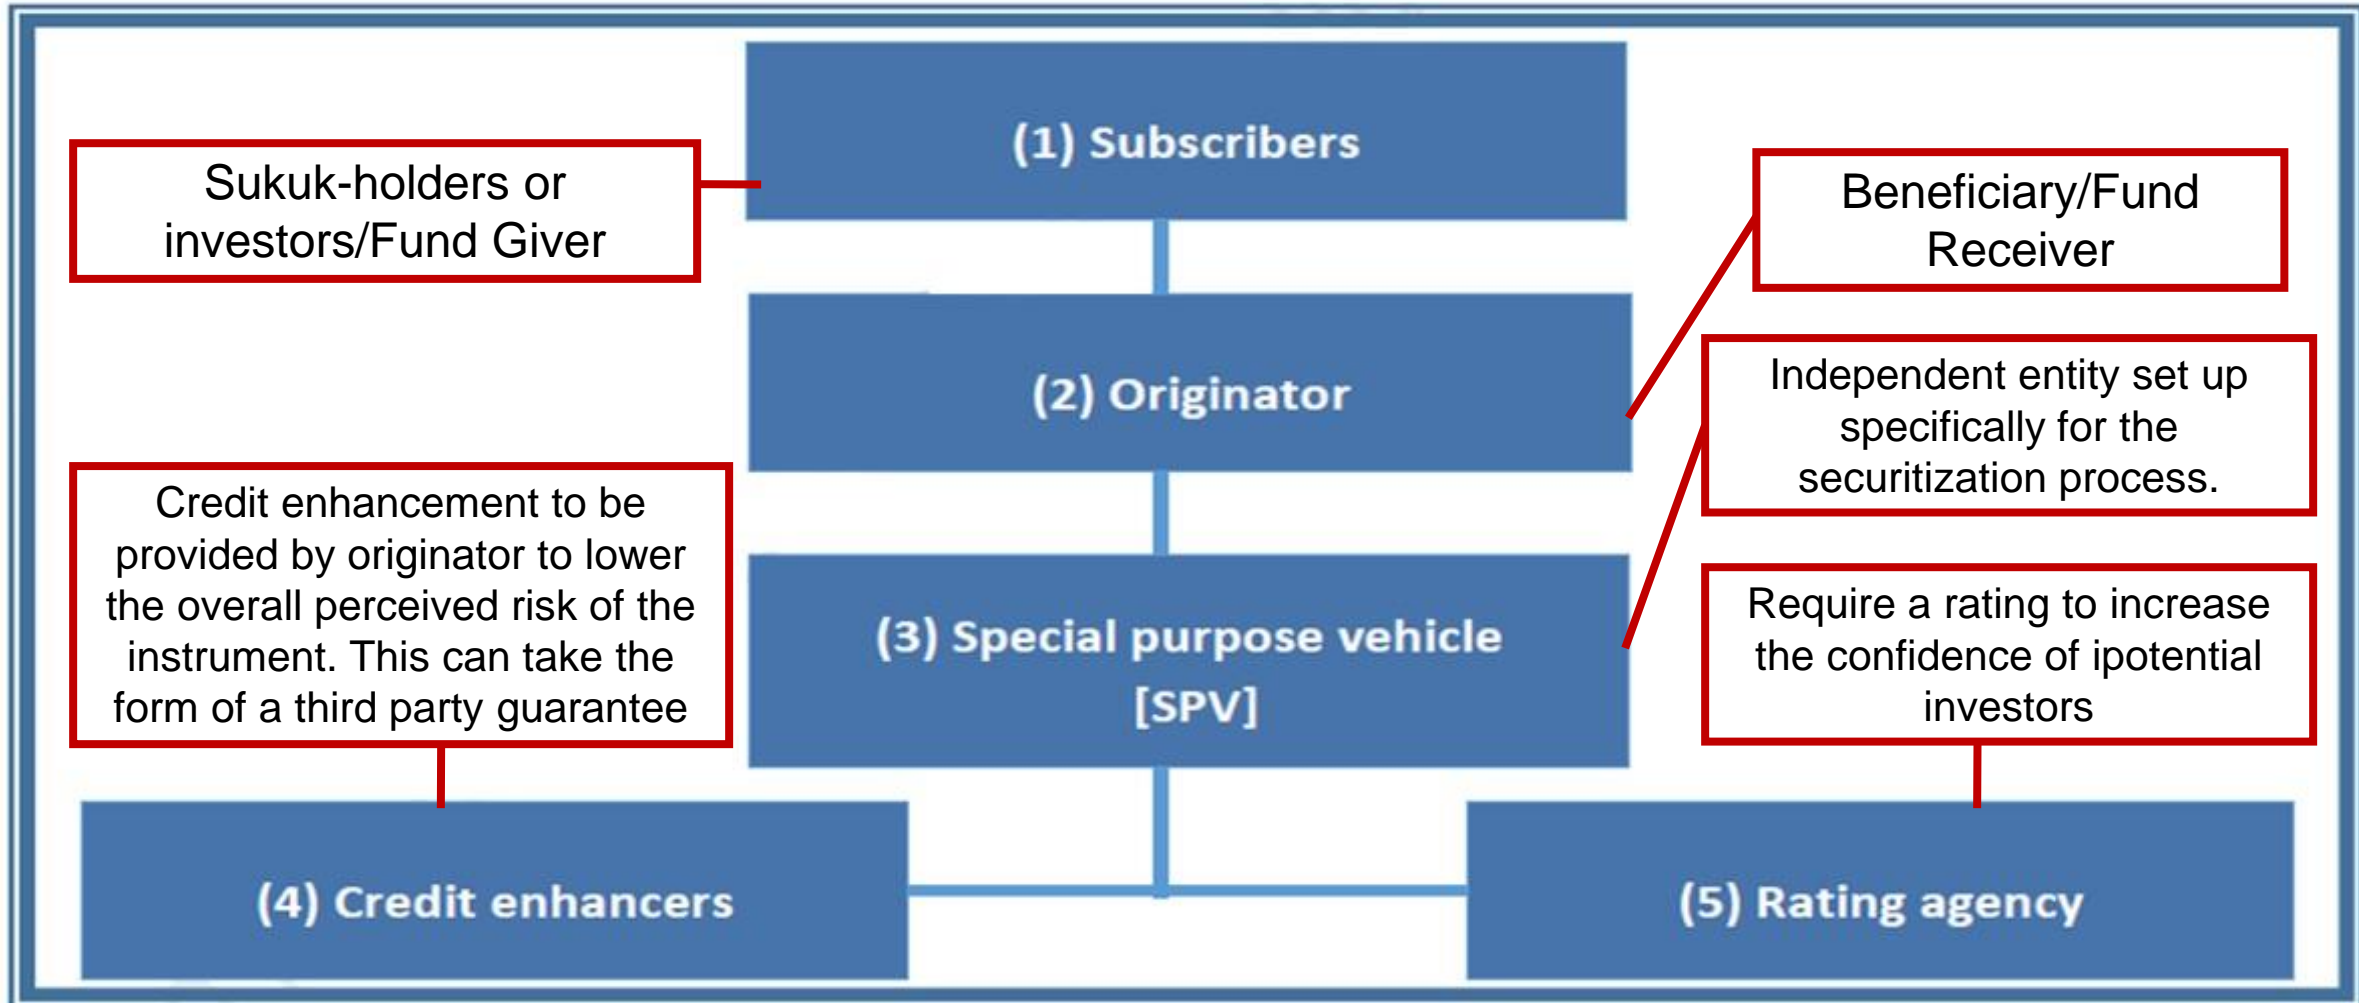 (1) Subscribers
Sukuk-holders or
investors/Fund Giver
Beneficiary/Fund
Receiver
(2) Originator
Independent entity set up
specifically for the
securitization process.
Credit enhancement to be
provided by originator to lower
the overall perceived risk of the
instrument. This can take the
form of a third party guarantee
(3) Special purpose vehicle
[SPV]
Require a rating to increase
the confidence of ipotential
investors
(4) Credit enhancers
(5) Rating agency